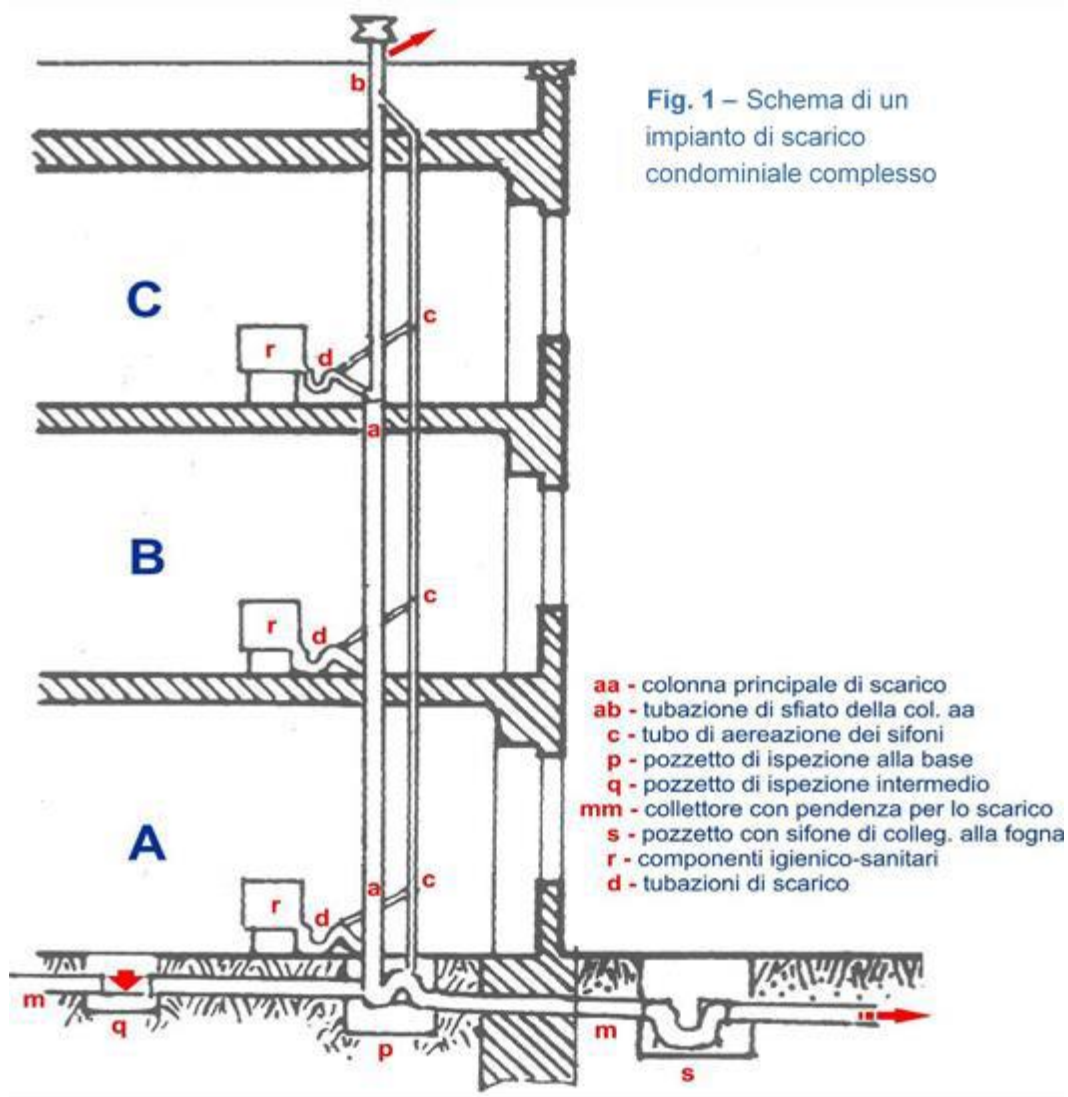 b
Fig. 1 – Schema di un
impianto di scarico
condominiale complesso
C
c
r
d
a
B
c
r
d
aa - colonna principale di scarico
ab - tubazione di sfiato della col. aa
c - tubo di aereazione dei sifoni
p - pozzetto di ispezione alla base
q - pozzetto di ispezione intermedio
mm - collettore con pendenza per lo scarico
s - pozzetto con sifone di colleg. alla fogna
r - componenti igienico-sanitari
d - tubazioni di scarico
A
a
c
r
d
m
q
p
m
s